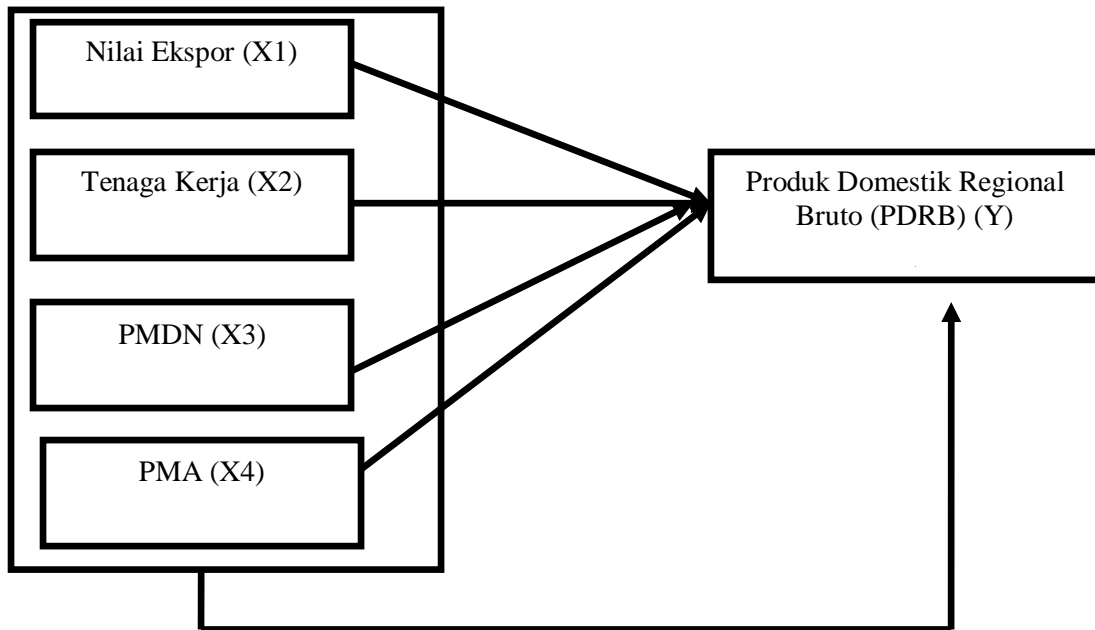 Nilai Ekspor (X1)
Tenaga Kerja (X2)
PMDN (X3)
PMA (X4)
Produk Domestik Regional
Bruto (PDRB) (Y)